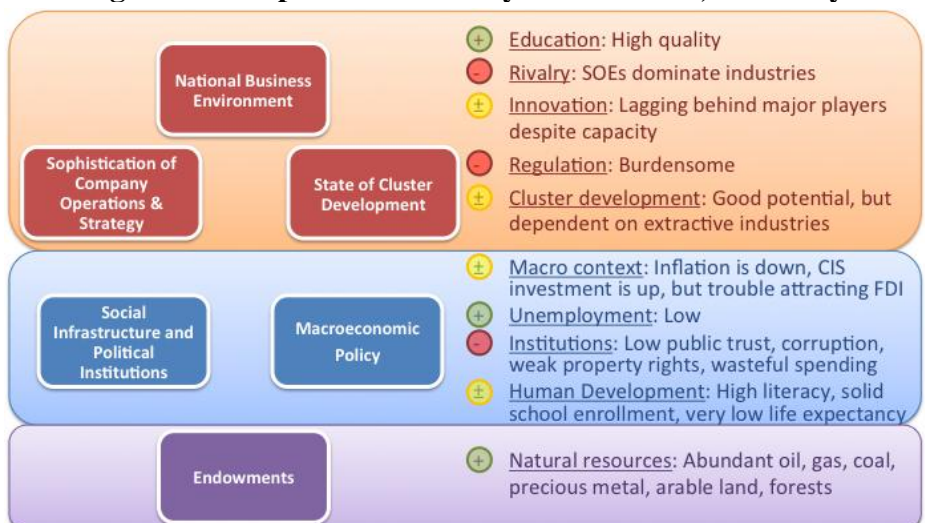 National Business
Environment
Sophistication of
Company
Operations &
Strategy
State of Cluster
Development
+ Education: High quality
- Rivalry: SOEs dominate industries
± Innovation: Lagging behind major players
despite capacity
- Regulation: Burdensome
± Cluster development: Good potential, but
dependent on extractive industries
Social
Infrastructure and
Political
Institutions
Macroeconomic
Policy
± Macro context: Inflation is down, CIS
investment is up, but trouble attracting FDI
+ Unemployment: Low
- Institutions: Low public trust, corruption,
weak property rights, wasteful spending
± Human Development: High literacy, solid
school enrollment, very low life expectancy
Endowments
+ Natural resources: Abundant oil, gas, coal,
precious metal, arable land, forests